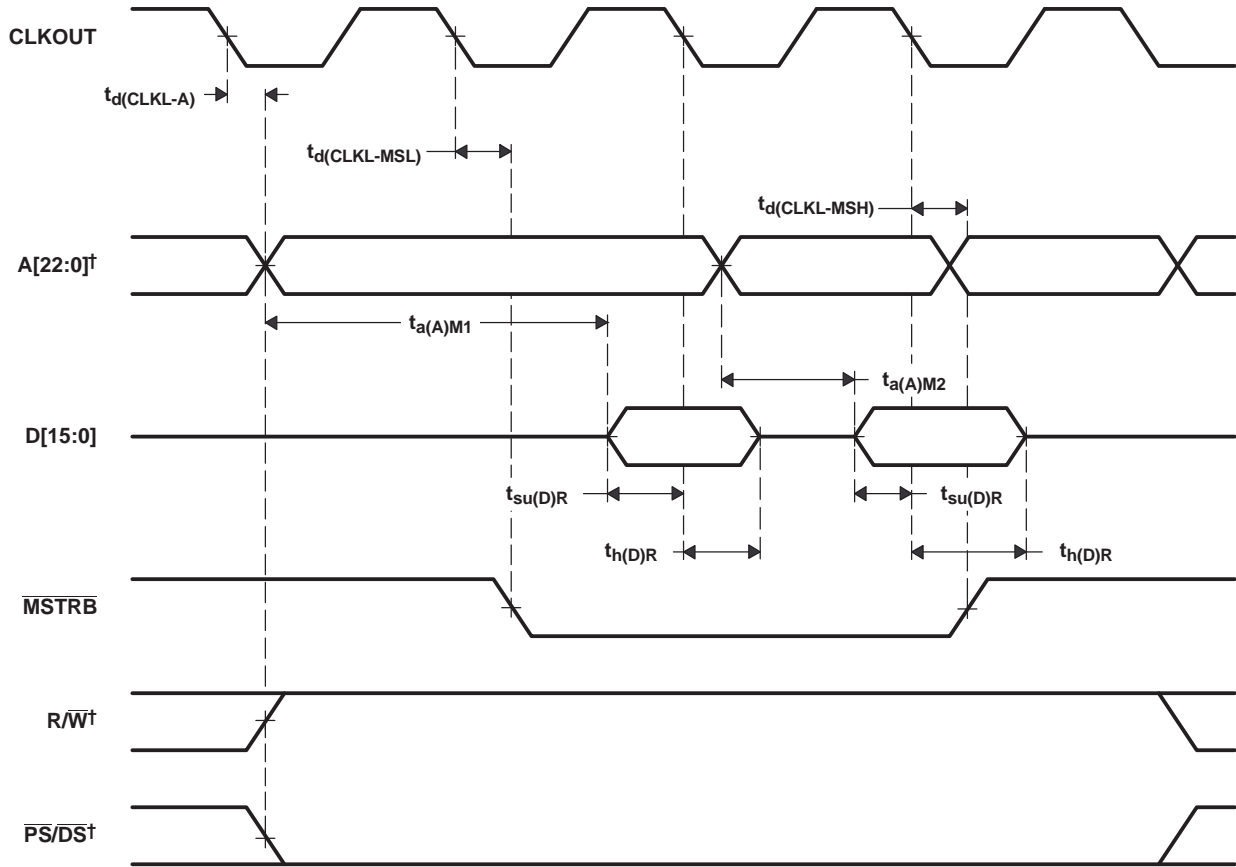 CLKOUT
td(CLKL-A)
td(CLKL-MSL)
td(CLKL-MSH)
A[22:0]†
ta(A)M1
ta(A)M2
D[15:0]
tsu(D)R
tsu(D)R
th(D)R
th(D)R
MSTRB
R/W†
PS/DS†